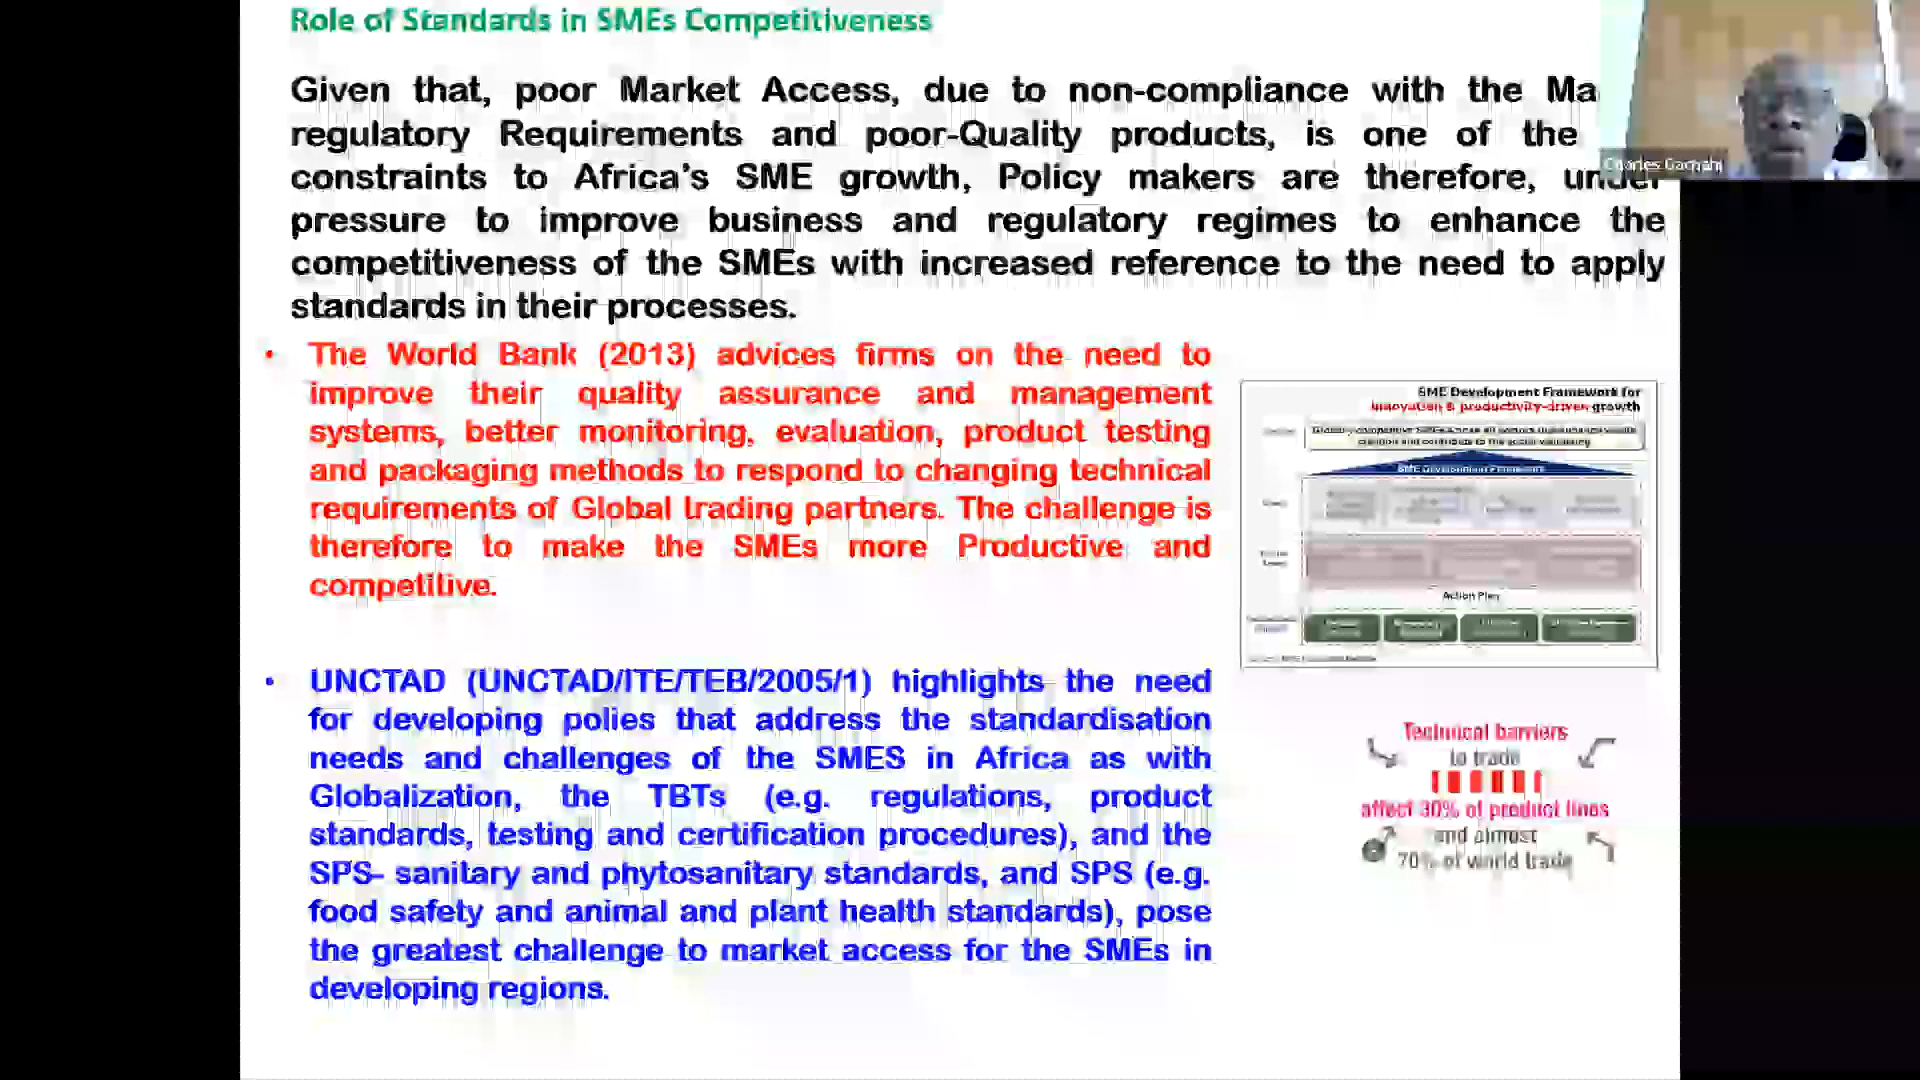 Role of Standards in SMEs Competitiveness
Given that, poor Market Access, due to non-compliance with the Ma
regulatory Requirements and poor-Quality products, is one of the
constraints to Africa's SME growth, Policy makers are therefore, under
pressure to improve business and regulatory regimes to enhance the
competitiveness of the SMEs with increased reference to the need to apply
standards in their processes.
• The World Bank (2013) advices firms on the need to
improve their quality assurance and management
systems, better monitoring, evaluation, product testing
and packaging methods to respond to changing technical
requirements of Global trading partners. The challenge is
therefore to make the SMEs more Productive and
competitive.
• UNCTAD (UNCTAD/ITE/TEB/2005/1) highlights the need
for developing polies that address the standardisation
needs and challenges of the SMES in Africa as with
Globalization, the TBTs (e.g. regulations, product
standards, testing and certification procedures), and the
SPS- sanitary and phytosanitary standards, and SPS (e.g.
food safety and animal and plant health standards), pose
the greatest challenge to market access for the SMEs in
developing regions.
Charles Gachahi
SME Development Framework for
innovation & productivity-driven growth
SME Development Framework
Action Plan
Technical barriers
to trade
affect 30% of product lines
and almost
70% of world trade